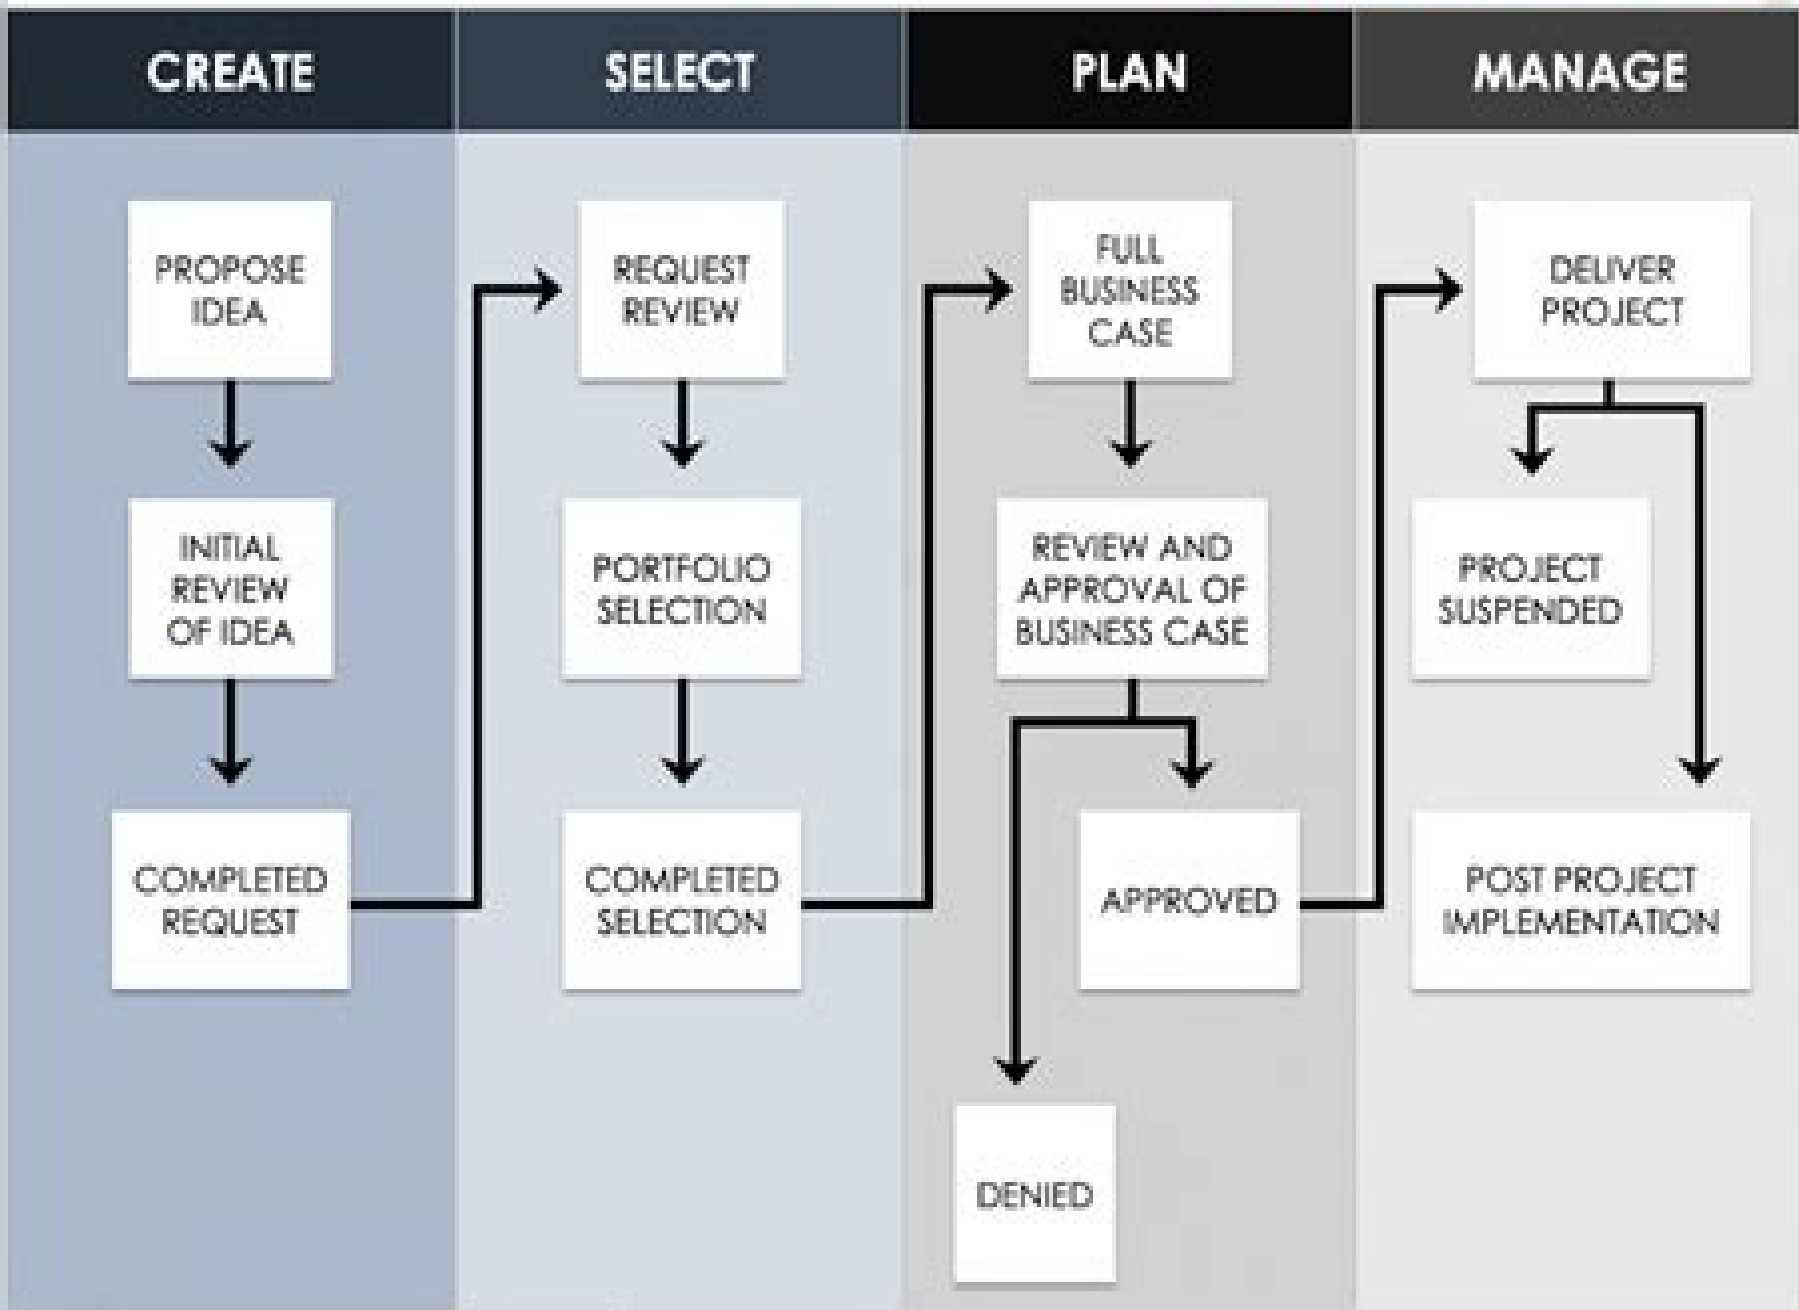 CREATE
SELECT
PLAN
MANAGE
PROPOSE
IDEA
INITIAL
REVIEW
OF IDEA
COMPLETED
REQUEST
REQUEST
REVIEW
PORTFOLIO
SELECTION
COMPLETED
SELECTION
FULL
BUSINESS
CASE
REVIEW AND
APPROVAL OF
BUSINESS CASE
APPROVED
DENIED
DELIVER
PROJECT
PROJECT
SUSPENDED
POST PROJECT
IMPLEMENTATION